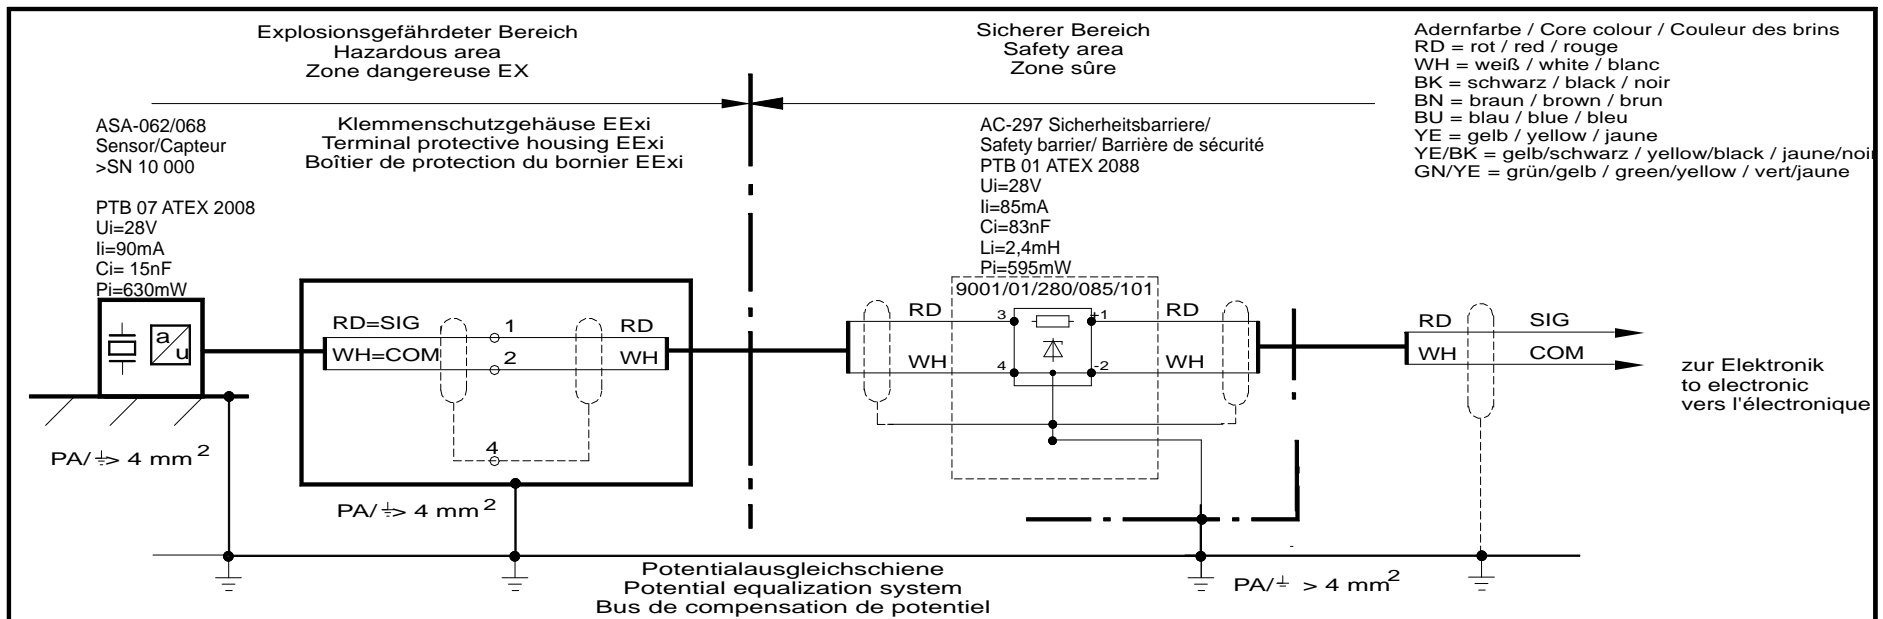 Explosionsgefährdeter Bereich
Hazardous area
Zone dangereuse EX
Sicherer Bereich
Safety area
Zone sûre
Adernfarbe / Core colour / Couleur des brins
RD = rot / red / rouge
WH = weiß / white / blanc
BK = schwarz / black / noir
BN = braun / brown / brun
BU = blau / blue / bleu
YE = gelb / yellow / jaune
YE/BK = gelb/schwarz / yellow/black / jaune/noir
GN/YE = grün/gelb / green/yellow / vert/jaune
ASA-062/068
Sensor/Capteur
>SN 10 000
PTB 07 ATEX 2008
Ui=28V
Ii=90mA
Ci= 15nF
Pi=630mW
Klemmenschutzgehäuse EExi
Terminal protective housing EExi
Boîtier de protection du bornier EExi
AC-297 Sicherheitsbarriere/
Safety barrier/ Barrière de sécurité
PTB 01 ATEX 2088
Ui=28V
Ii=85mA
Ci=83nF
Li=2,4mH
Pi=595mW
9001/01/280/085/101
a
u
RD=SIG
1
RD
WH=COM
2
WH
4
RD
3
+1
RD
WH
4
-2
WH
RD
SIG
WH
COM
zur Elektronik
to electronic
vers l'électronique
PA/⏚> 4 mm²
PA/⏚> 4 mm²
PA/⏚ > 4 mm²
Potentialausgleichschiene
Potential equalization system
Bus de compensation de potentiel